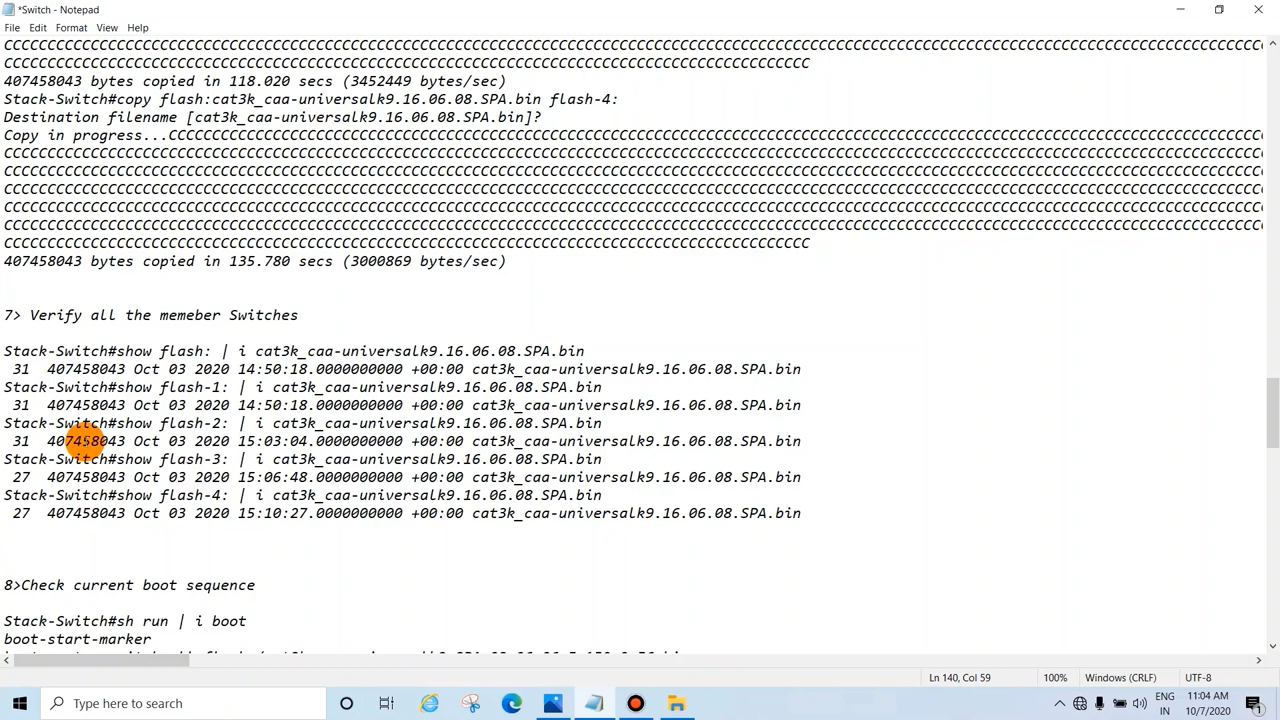 *Switch - Notepad
File Edit Format View Help
407458043 bytes copied in 118.020 secs (3452449 bytes/sec)
Stack-Switch#copy flash:cat3k_caa-universalk9.16.06.08.SPA.bin flash-4:
Destination filename [cat3k_caa-universalk9.16.06.08.SPA.bin]?
Copy in progress...
407458043 bytes copied in 135.780 secs (3000869 bytes/sec)
7> Verify all the memeber Switches
Stack-Switch#show flash: | i cat3k_caa-universalk9.16.06.08.SPA.bin
31 407458043 Oct 03 2020 14:50:18.0000000000 +00:00 cat3k_caa-universalk9.16.06.08.SPA.bin
Stack-Switch#show flash-1: | i cat3k_caa-universalk9.16.06.08.SPA.bin
31 407458043 Oct 03 2020 14:50:18.0000000000 +00:00 cat3k_caa-universalk9.16.06.08.SPA.bin
Stack-Switch#show flash-2: | i cat3k_caa-universalk9.16.06.08.SPA.bin
31 407458043 Oct 03 2020 15:03:04.0000000000 +00:00 cat3k_caa-universalk9.16.06.08.SPA.bin
Stack-Switch#show flash-3: | i cat3k_caa-universalk9.16.06.08.SPA.bin
27 407458043 Oct 03 2020 15:06:48.0000000000 +00:00 cat3k_caa-universalk9.16.06.08.SPA.bin
Stack-Switch#show flash-4: | i cat3k_caa-universalk9.16.06.08.SPA.bin
27 407458043 Oct 03 2020 15:10:27.0000000000 +00:00 cat3k_caa-universalk9.16.06.08.SPA.bin
8>Check current boot sequence
Stack-Switch#sh run | i boot
boot-start-marker
Ln 140, Col 59 100% Windows (CRLF) UTF-8
Type here to search
ENG
IN
11:04 AM
10/7/2020
1